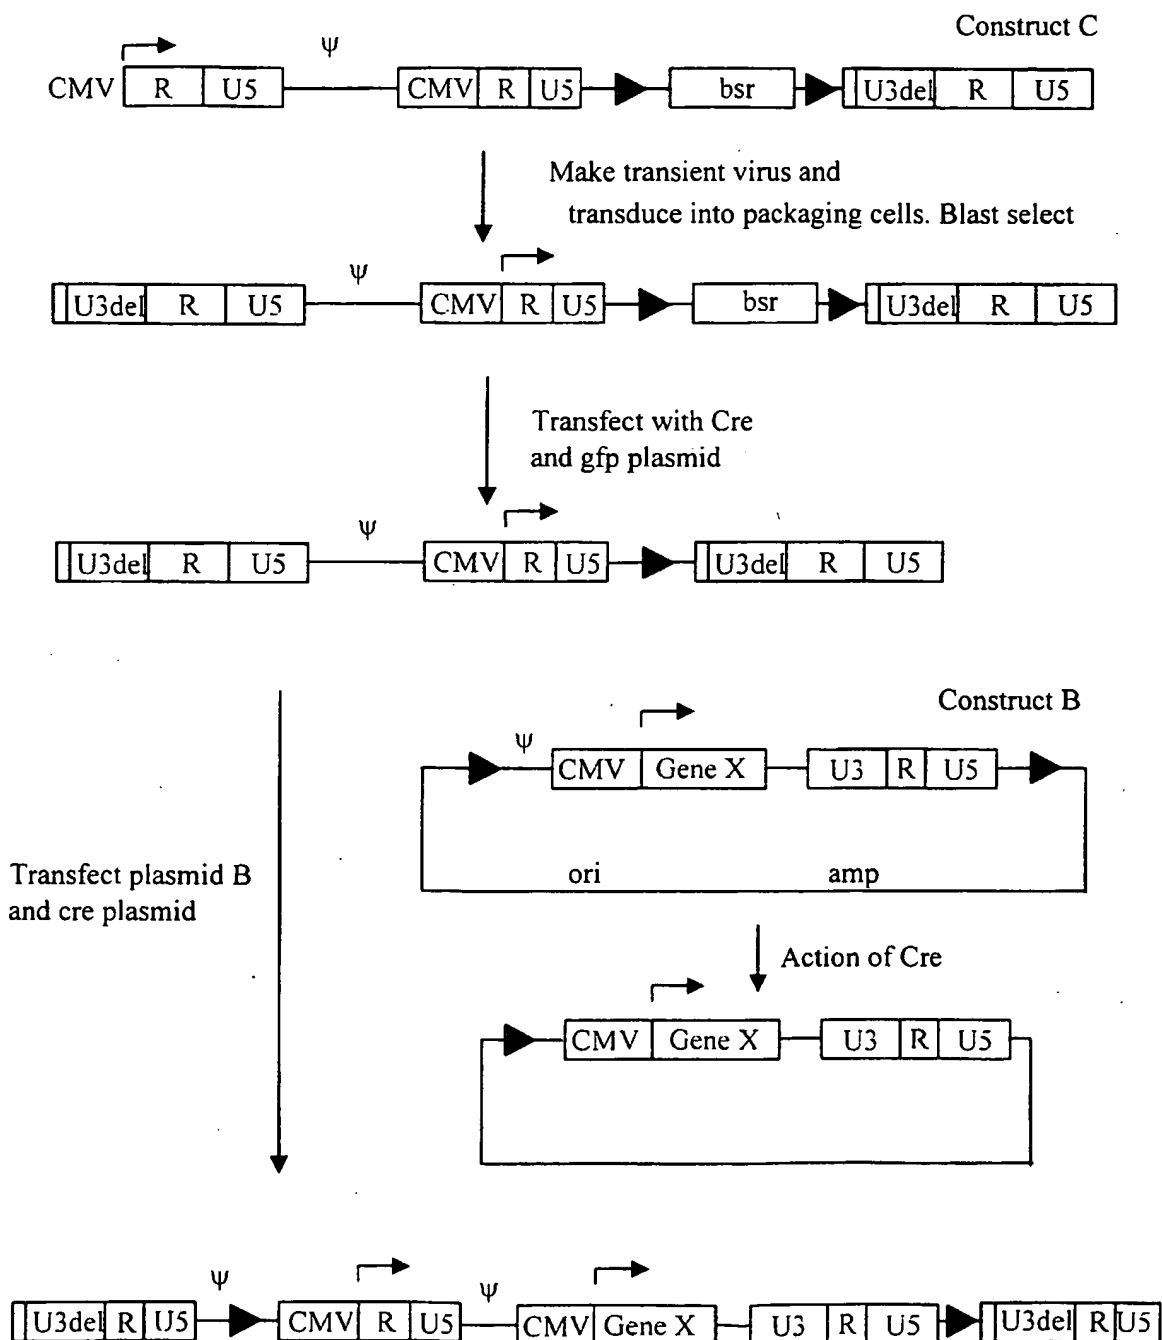 Construct C
ψ
CMV R U5 CMV R U5 bsr U3del R U5
Make transient virus and
transduce into packaging cells. Blast select
ψ
U3del R U5 CMV R U5 bsr U3del R U5
Transfect with Cre
and gfp plasmid
ψ
U3del R U5 CMV R U5 U3del R U5
Construct B
ψ
CMV Gene X U3 R U5
ori amp
Transfect plasmid B
and cre plasmid
Action of Cre
CMV Gene X U3 R U5
ψ ψ
U3del R U5 CMV R U5 CMV Gene X U3 R U5 U3del R U5